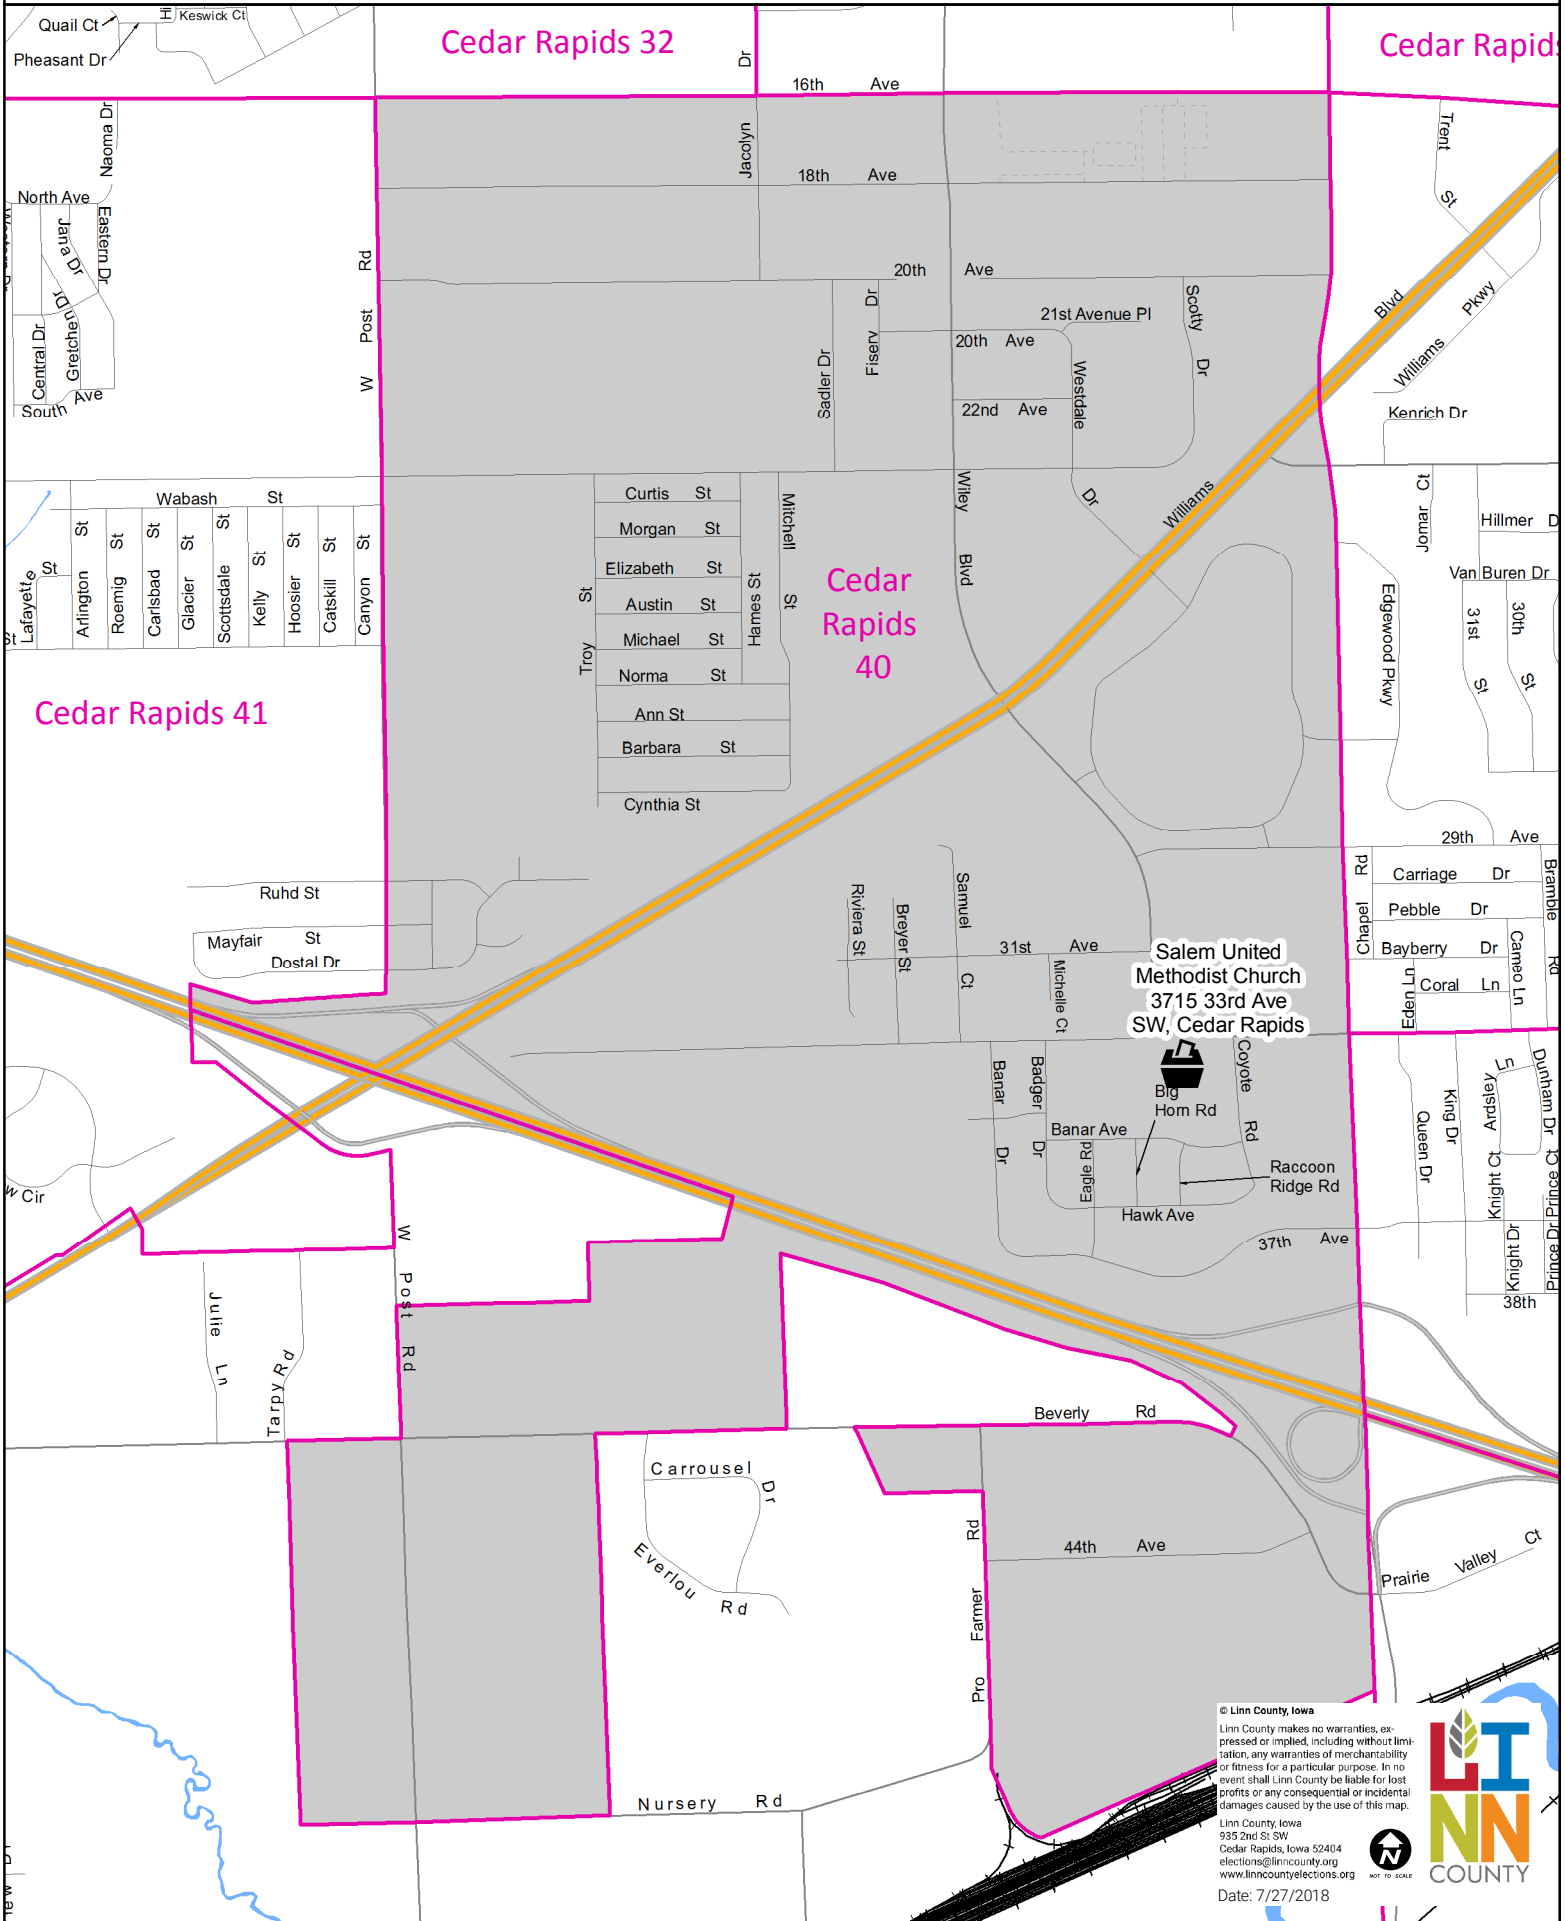 Quail Ct
Keswick Ct
Pheasant Dr
Cedar Rapids 32
Dr
16th Ave
Cedar Rapids
Naoma Dr
Jacolyn
Trent
St
18th Ave
North Ave
Jana Dr
Eastern Dr
Rd
Post
W
20th Ave
Gretchen Dr
Central Dr
South Ave
Sadler Dr
Fiserv Dr
21st Avenue Pl
20th Ave
Scotty
Dr
Westdale
Dr
22nd Ave
Blvd
Williams Pkwy
Kenrich Dr
Wabash St
Lafayette St
St
Arlington St
Roemig St
Carlsbad St
Glacier St
Scottsdale St
Kelly St
Hoosier St
Catskill St
Canyon St
Curtis St
Morgan St
Elizabeth St
Austin St
Michael St
Norma St
Ann St
Barbara St
Cynthia St
Troy St
Hames St
Mitchell St
Wiley Blvd
Williams
Cedar
Rapids
40
Cedar Rapids 41
Jomar Ct
Hillmer D
Van Buren Dr
31st St
30th St
Edgewood Pkwy
29th Ave
Chapel Rd
Carriage Dr
Pebble Dr
Bayberry Dr
Coral Ln
Eden Ln
Cameo Ln
Bramble Rd
Ruhd St
Mayfair St
Dostal Dr
Riviera St
Breyer St
Samuel Ct
31st Ave
Michelle Ct
Salem United
Methodist Church
3715 33rd Ave
SW, Cedar Rapids
Banar Dr
Badger Dr
Coyote Rd
Big
Horn Rd
Banar Ave
Eagle Rd
Raccoon
Ridge Rd
Hawk Ave
37th Ave
Queen Dr
King Dr
Ardsley Ln
Dunham Dr
Knight Ct
Prince Ct
Knight Dr
Prince Dr
38th
w Cir
W Post Rd
Julie Ln
Tarpy Rd
Beverly Rd
Carrousel Dr
Everlou Rd
44th Ave
Pro Farmer Rd
Prairie Valley Ct
Nursery Rd
© Linn County, Iowa
Linn County makes no warranties, ex-
pressed or implied, including without limi-
tation, any warranties of merchantability
or fitness for a particular purpose. In no
event shall Linn County be liable for lost
profits or any consequential or incidental
damages caused by the use of this map.
Linn County, Iowa
935 2nd St SW
Cedar Rapids, Iowa 52404
elections@linncounty.org
www.linncountyelections.org
N
NOT TO SCALE
LINN
COUNTY
Date: 7/27/2018